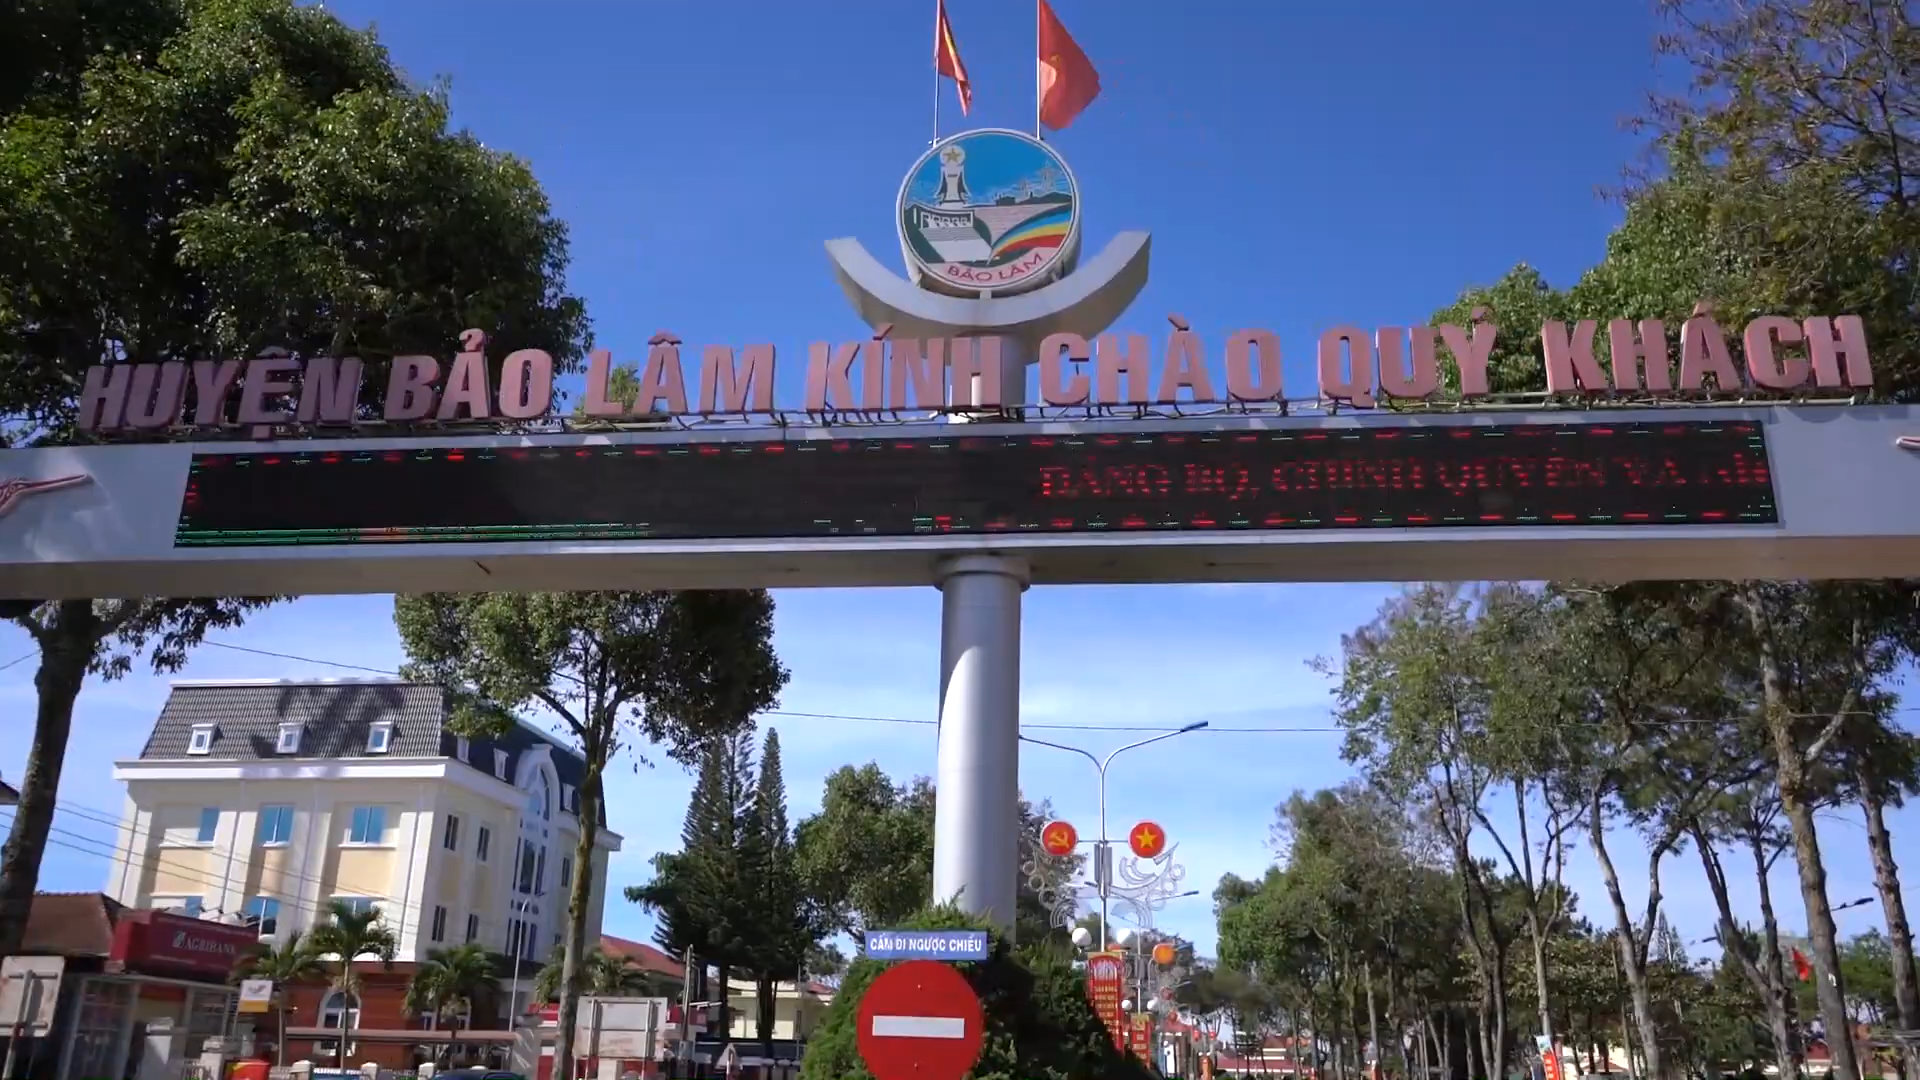 BẢO LÂM
HUYỆN BẢO LÂM KÍNH CHÀO QUÝ KHÁCH
ĐẢNG BỘ, CHÍNH QUYỀN VÀ
AGRIBANK
CẤM ĐI NGƯỢC CHIỀU